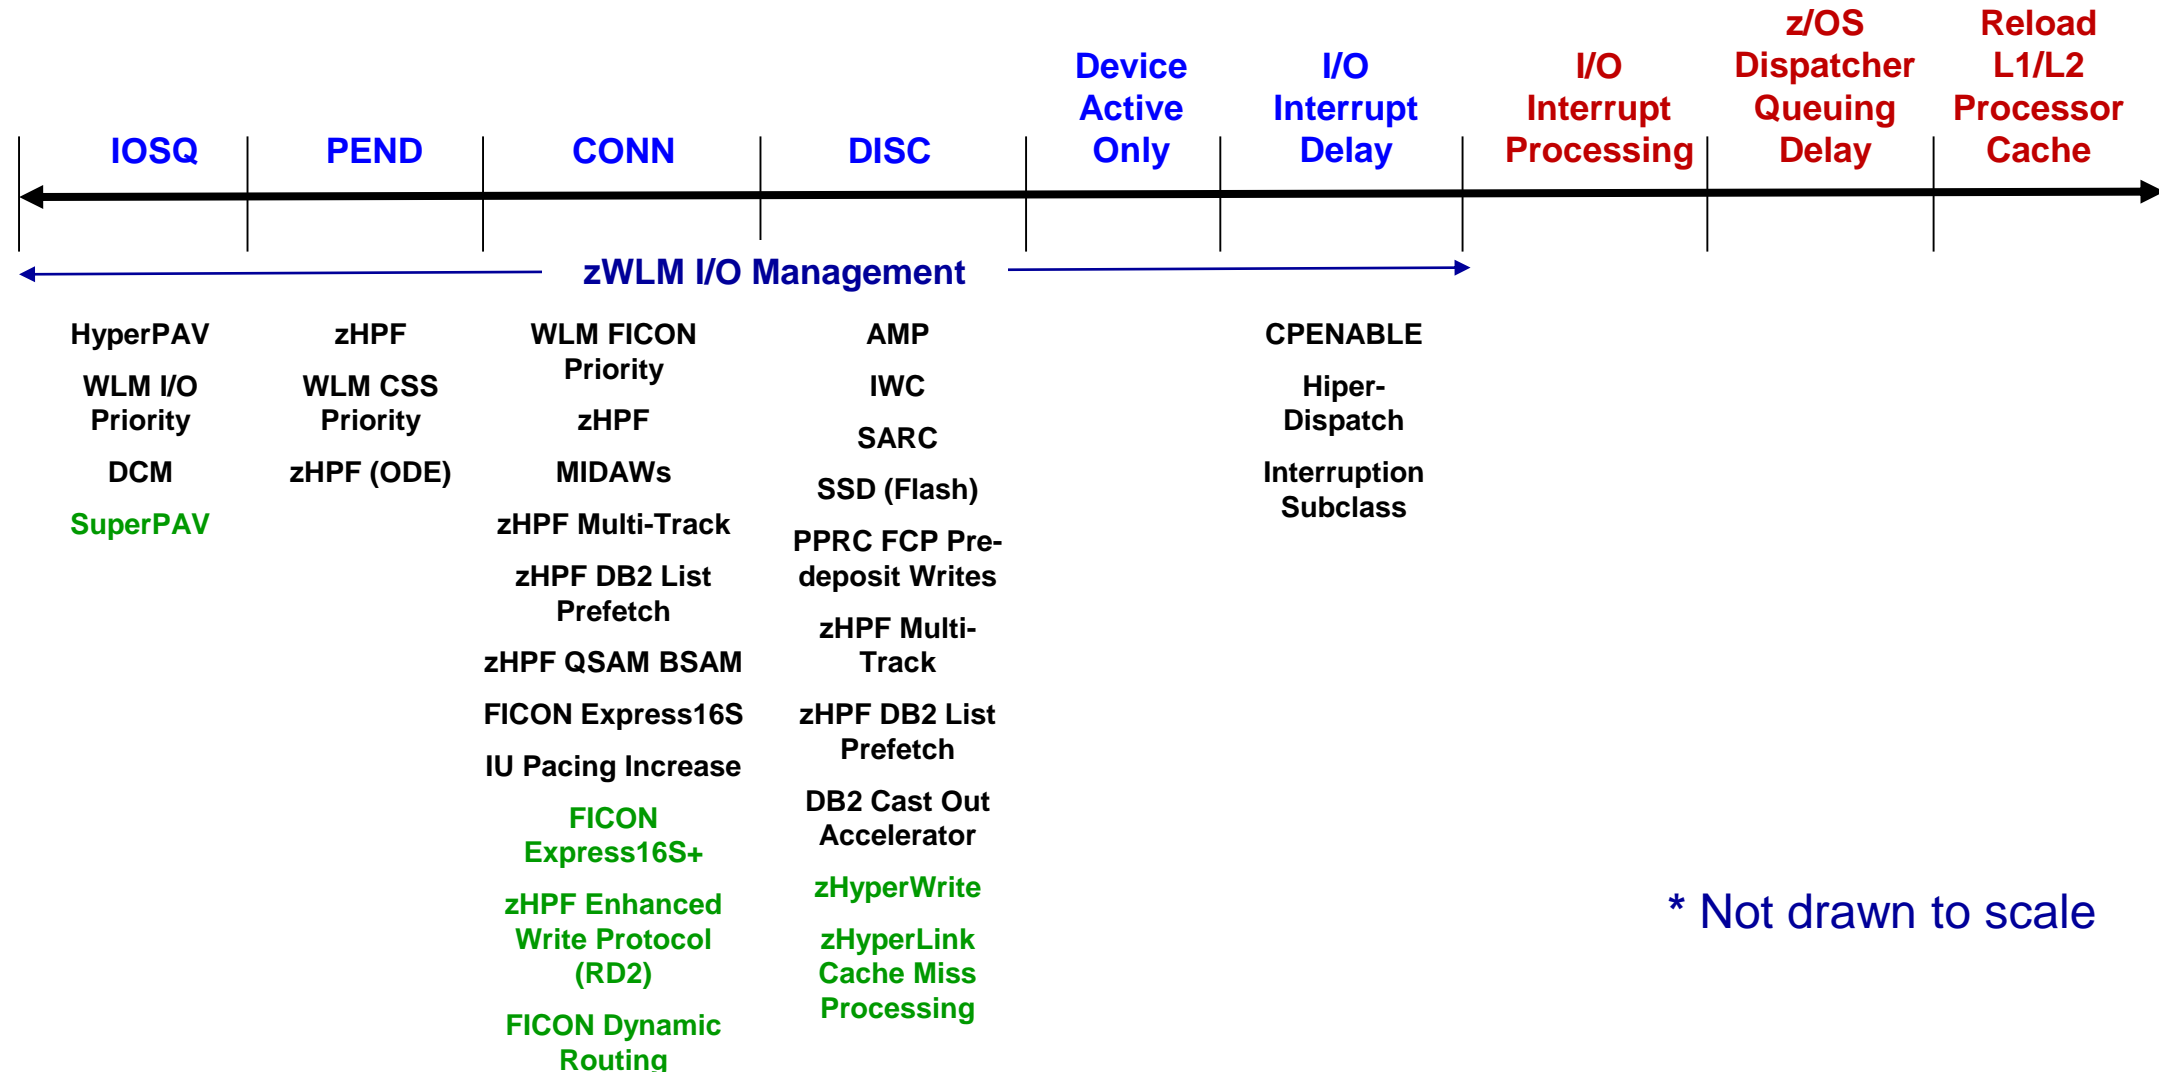 IOSQ
PEND
CONN
DISC
Device
Active
Only
I/O
Interrupt
Delay
I/O
Interrupt
Processing
z/OS
Dispatcher
Queuing
Delay
Reload
L1/L2
Processor
Cache
zWLM I/O Management
HyperPAV
WLM I/O
Priority
DCM
SuperPAV
zHPF
WLM CSS
Priority
zHPF (ODE)
WLM FICON
Priority
zHPF
MIDAWs
zHPF Multi-Track
zHPF DB2 List
Prefetch
zHPF QSAM BSAM
FICON Express16S
IU Pacing Increase
FICON
Express16S+
zHPF Enhanced
Write Protocol
(RD2)
FICON Dynamic
Routing
AMP
IWC
SARC
SSD (Flash)
PPRC FCP Pre-
deposit Writes
zHPF Multi-
Track
zHPF DB2 List
Prefetch
DB2 Cast Out
Accelerator
zHyperWrite
zHyperLink
Cache Miss
Processing
CPENABLE
Hiper-
Dispatch
Interruption
Subclass
* Not drawn to scale